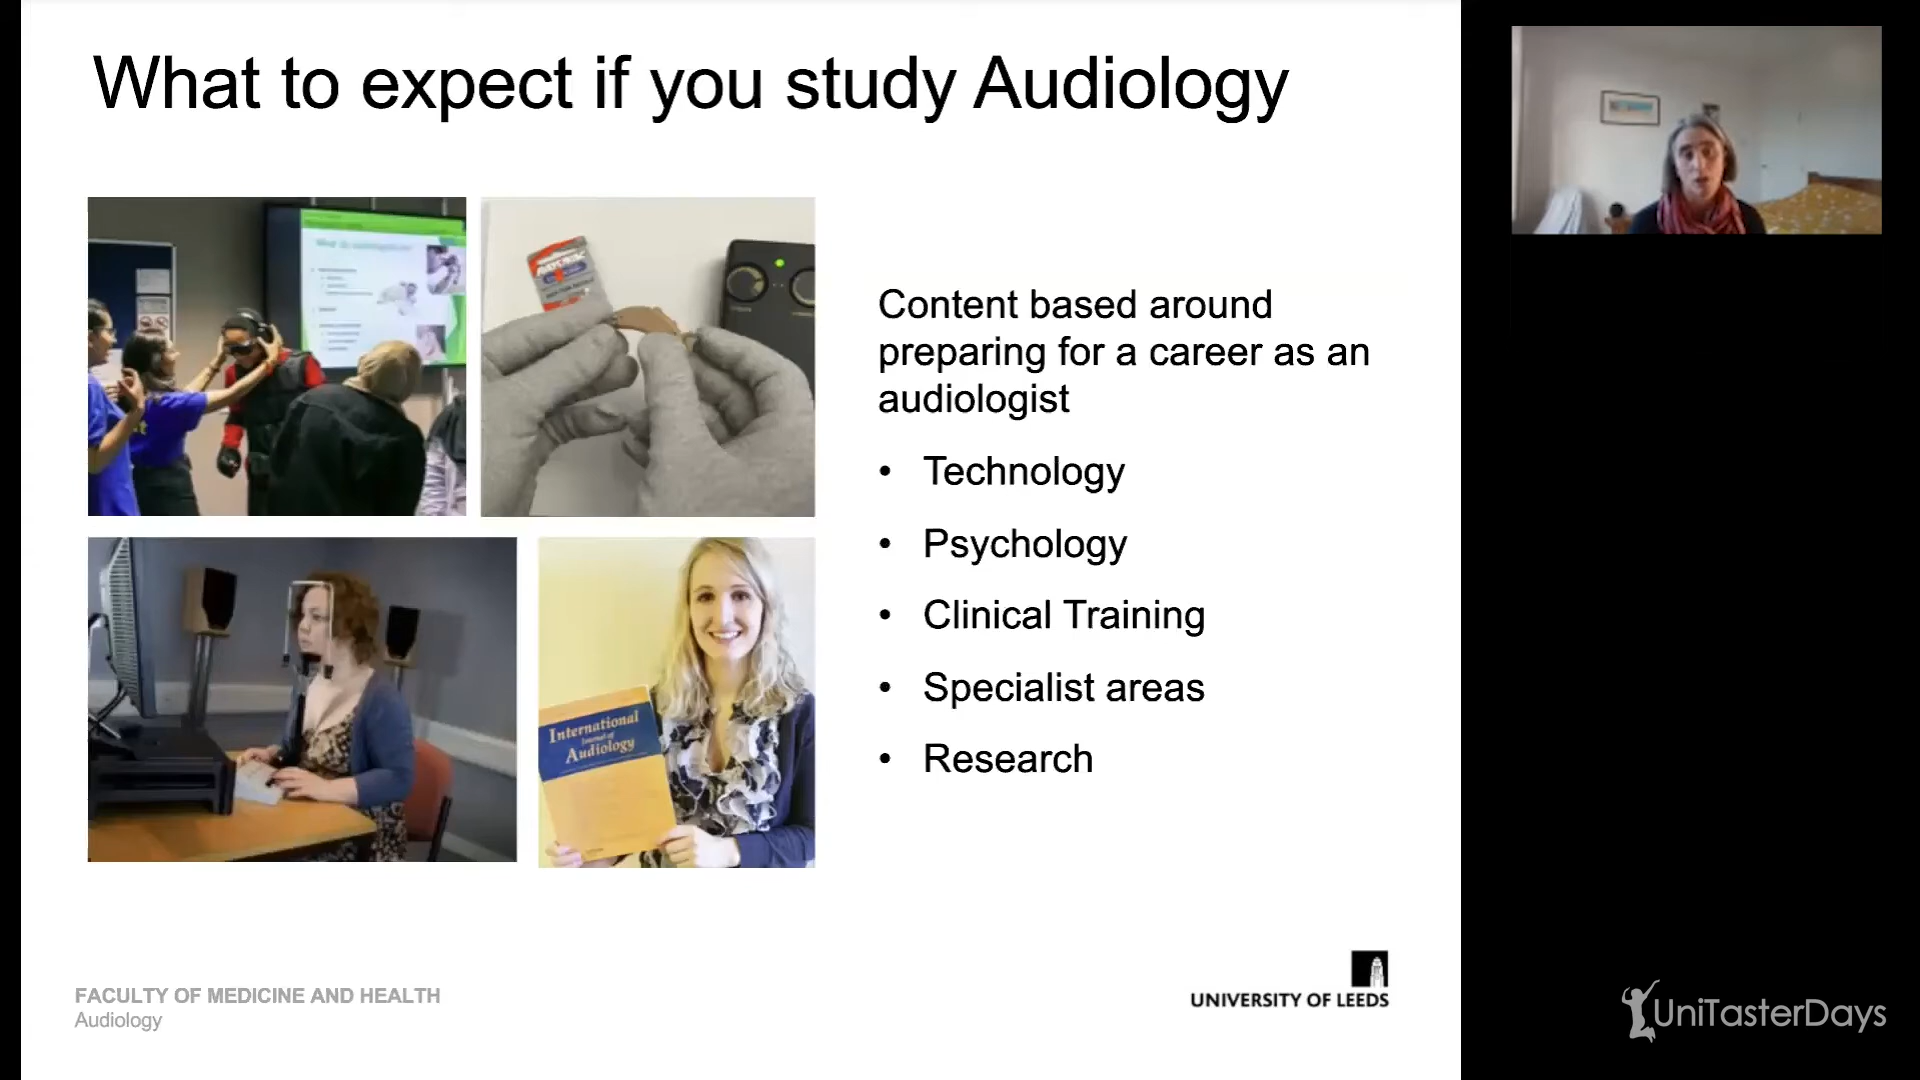 What to expect if you study Audiology
Content based around
preparing for a career as an
audiologist
• Technology
• Psychology
• Clinical Training
• Specialist areas
• Research
International
Journal of
Audiology
FACULTY OF MEDICINE AND HEALTH
Audiology
UNIVERSITY OF LEEDS
UniTasterDays